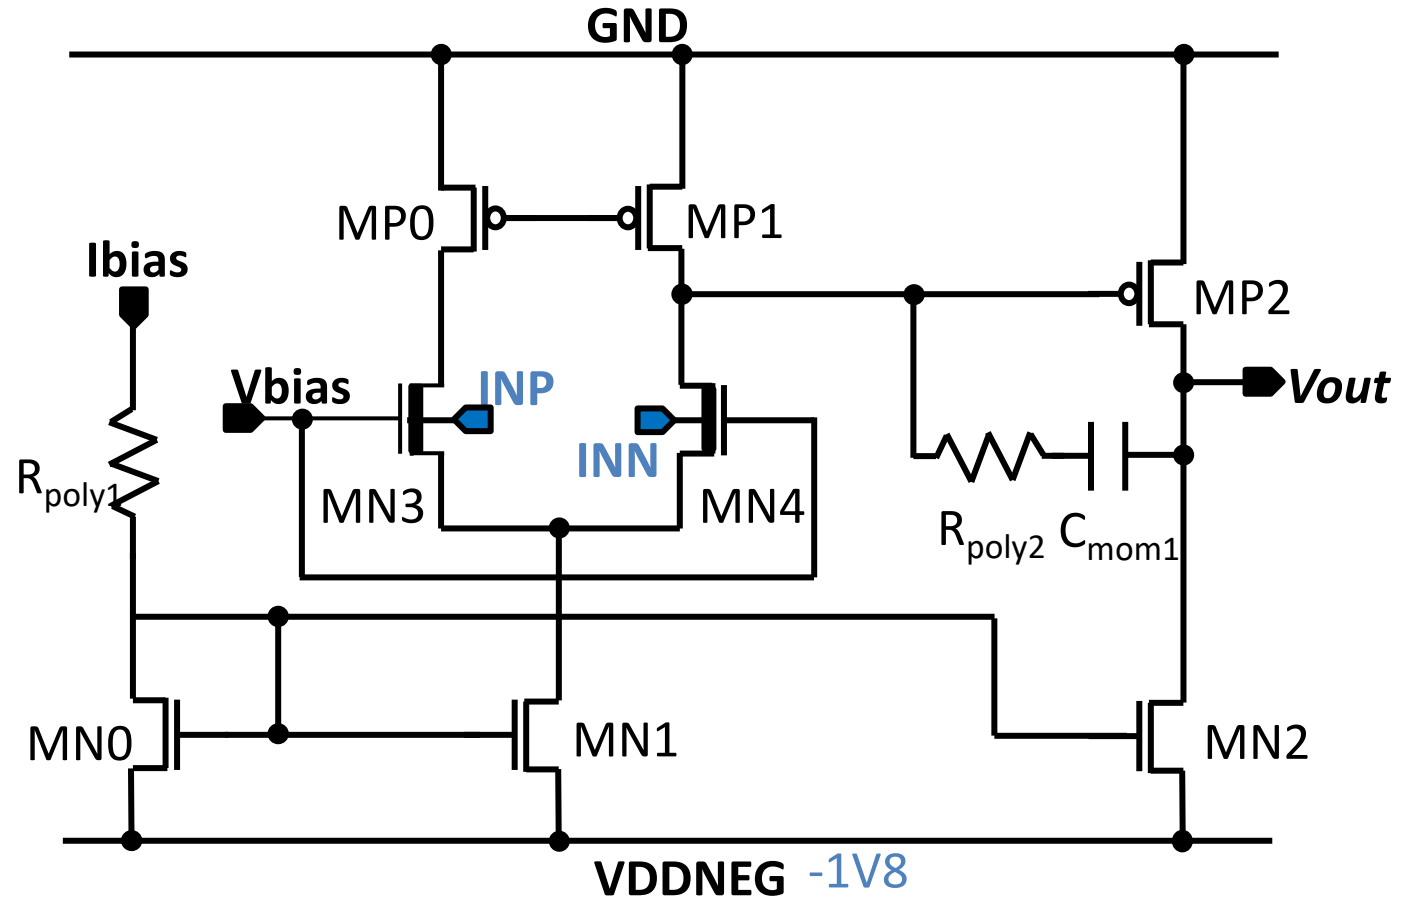 GND
MP0
MP1
Ibias
MP2
Vbias
INP
Vout
INN
Rpoly1
MN3
MN4
Rpoly2
Cmom1
MN0
MN1
MN2
VDDNEG -1V8